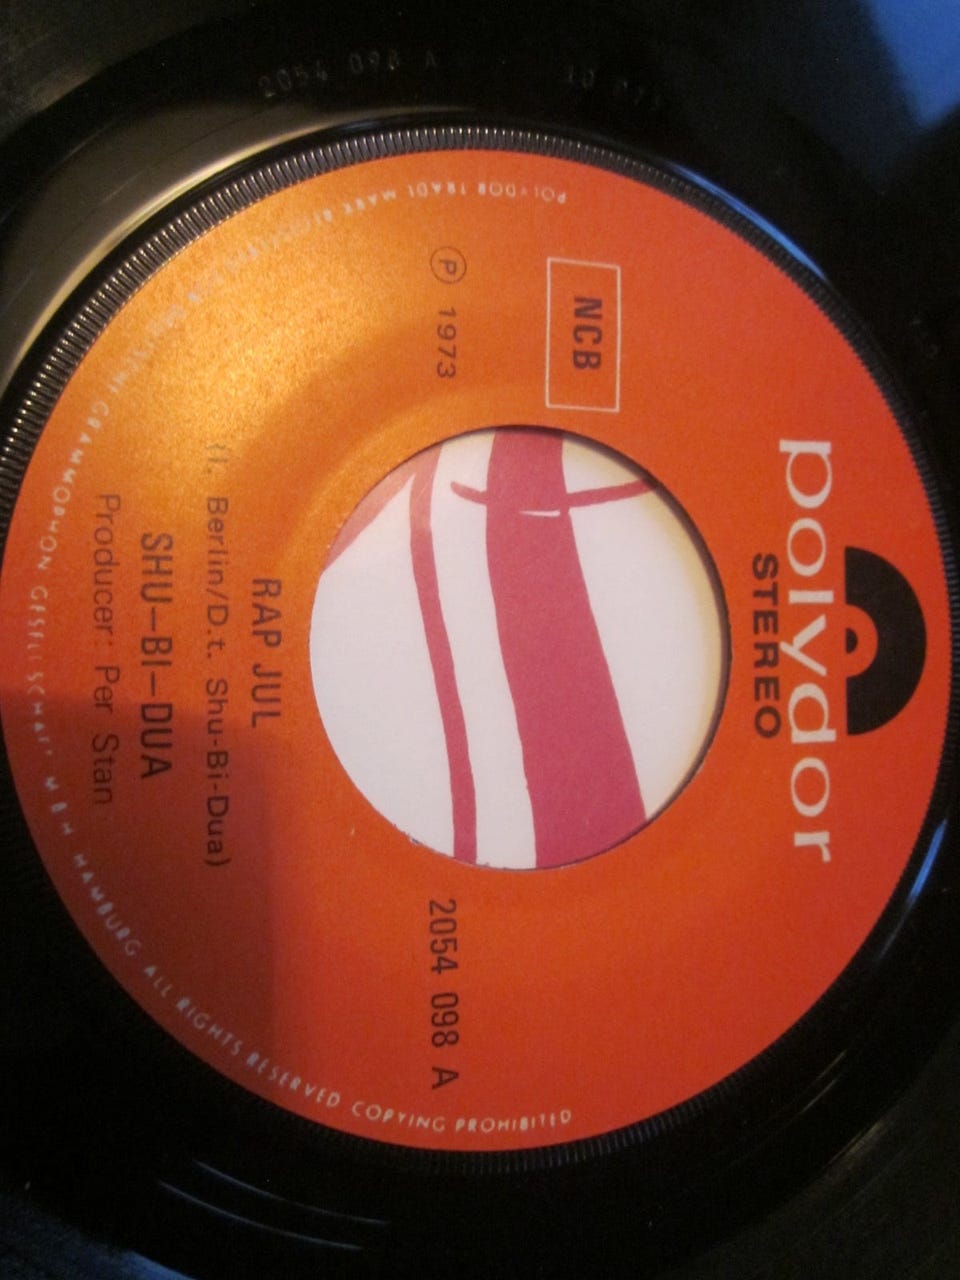 polydor
STEREO
NCB
Ⓟ 1973
2054 098 A
RAP JUL
(I. Berlin/D.t. Shu-Bi-Dua)
SHU-BI-DUA
Producer: Per Stan
POLYDOR TRADE MARK GRAMMOPHON GESELLSCHAFT MBH HAMBURG ALL RIGHTS RESERVED COPYING PROHIBITED
2054 098 A